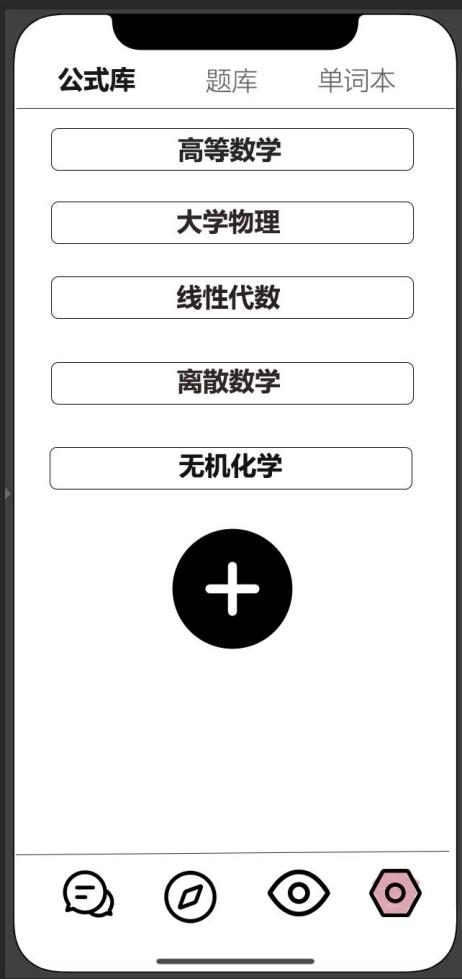 公式库 题库 单词本
高等数学
大学物理
线性代数
离散数学
无机化学